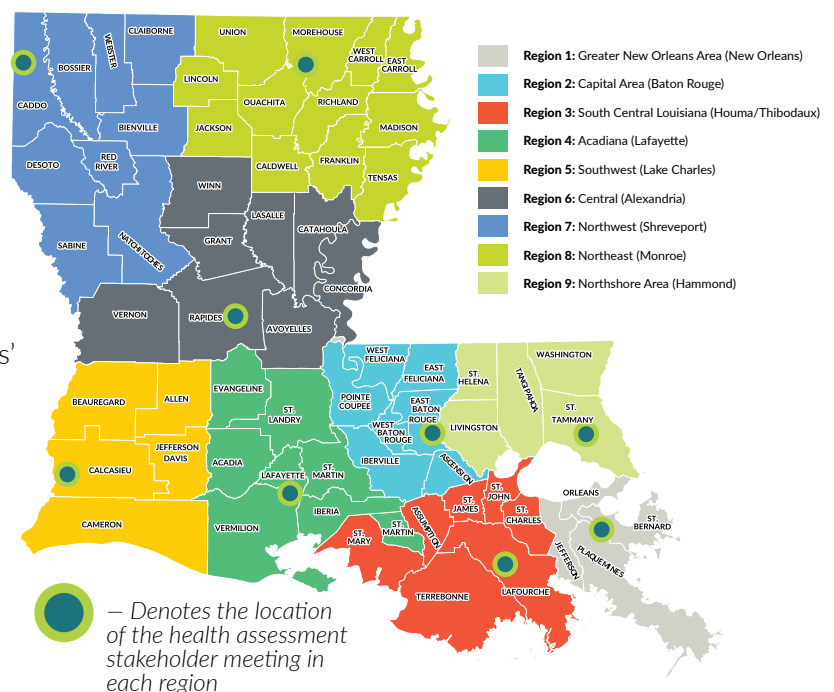 UNION
MOREHOUSE
CLAIBORNE
WEBSTER
BOSSIER
CADDO
LINCOLN
WEST
CARROLL
EAST
CARROLL
OUACHITA
RICHLAND
MADISON
BIENVILLE
JACKSON
DESOTO
RED
RIVER
CALDWELL
FRANKLIN
TENSAS
WINN
LASALLE
CATAHOULA
SABINE
NATCHITOCHES
GRANT
CONCORDIA
VERNON
RAPIDES
AVOYELLES
s’
WEST
FELICIANA
EAST
FELICIANA
ST.
HELENA
TANGIPAHOA
WASHINGTON
BEAUREGARD
ALLEN
EVANGELINE
ST.
LANDRY
POINTE
COUPEE
EAST
BATON
ROUGE
WEST
BATON
ROUGE
LIVINGSTON
ST.
TAMMANY
CALCASIEU
JEFFERSON
DAVIS
ACADIA
LAFAYETTE
ST.
MARTIN
IBERVILLE
ASCENSION
ST.
JAMES
ST.
JOHN
ST.
CHARLES
ORLEANS
ST.
BERNARD
CAMERON
VERMILION
IBERIA
ST.
MARTIN
ASSUMPTION
ST.
MARY
JEFFERSON
PLAQUEMINES
TERREBONNE
LAFOURCHE
Region 1: Greater New Orleans Area (New Orleans)
Region 2: Capital Area (Baton Rouge)
Region 3: South Central Louisiana (Houma/Thibodaux)
Region 4: Acadiana (Lafayette)
Region 5: Southwest (Lake Charles)
Region 6: Central (Alexandria)
Region 7: Northwest (Shreveport)
Region 8: Northeast (Monroe)
Region 9: Northshore Area (Hammond)
– Denotes the location
of the health assessment
stakeholder meeting in
each region